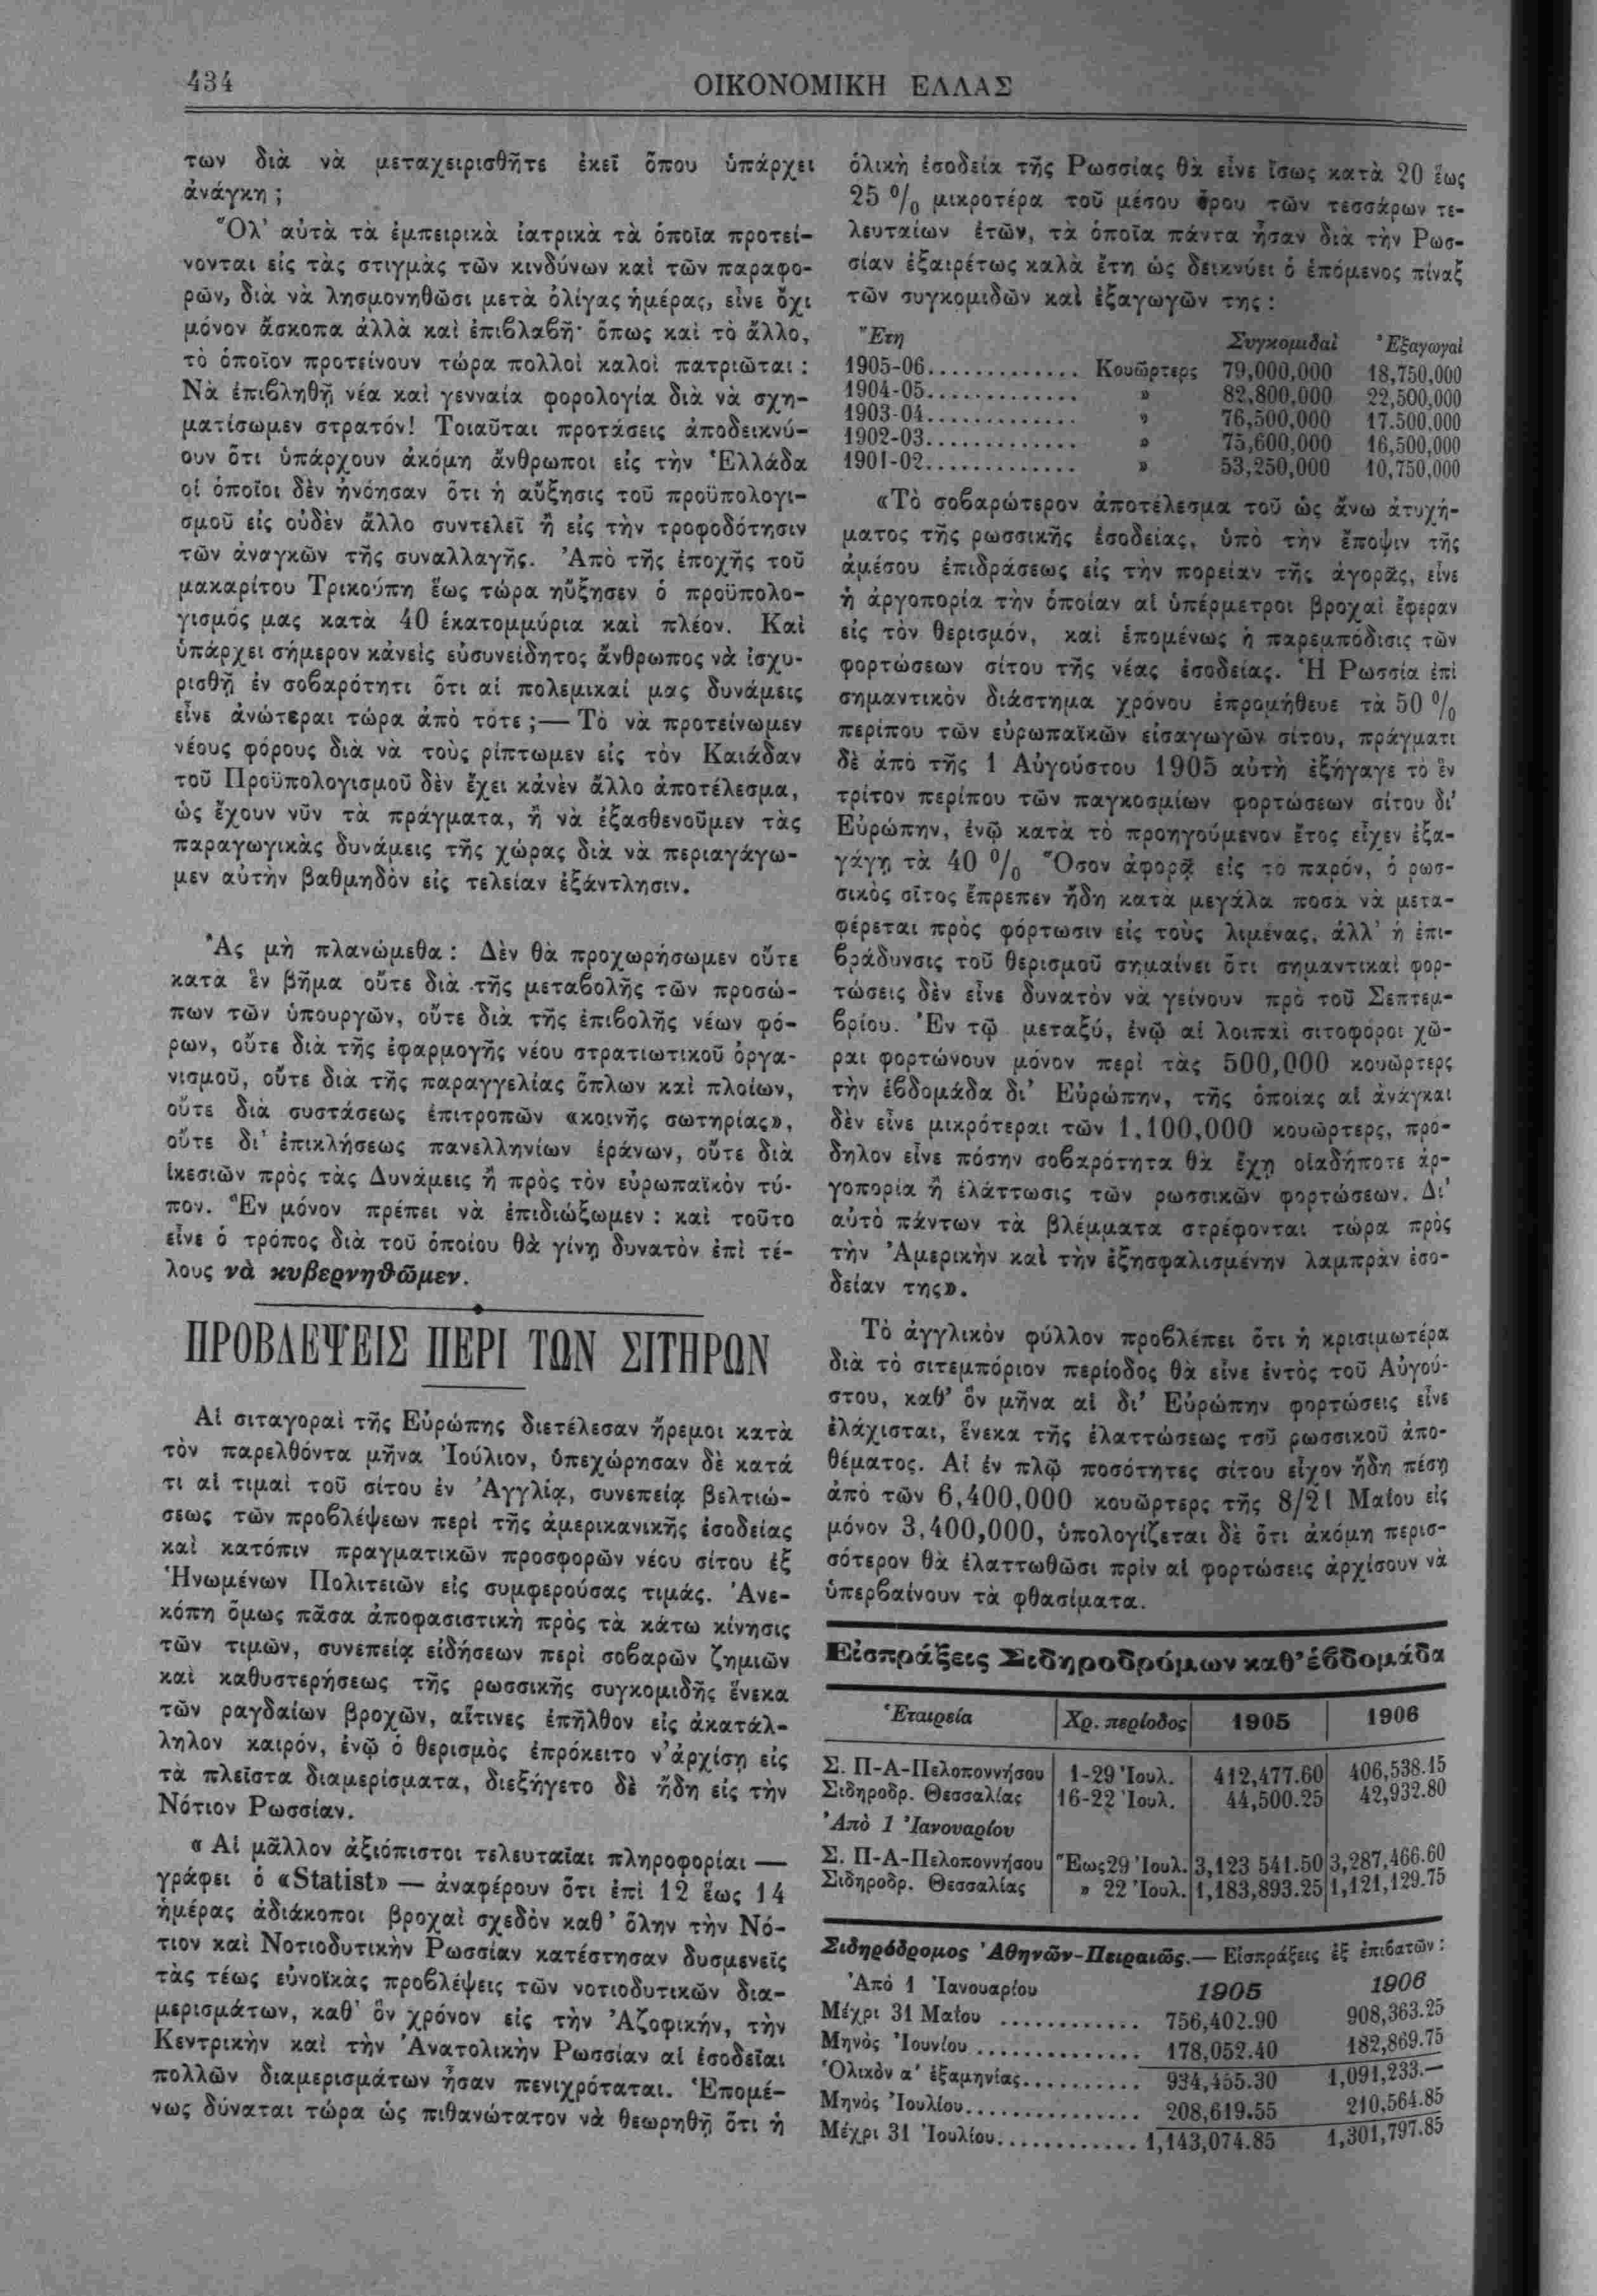 434
ΟΙΚΟΝΟΜΙΚΗ ΕΛΛΑΣ
των διὰ νὰ μεταχειρισθῆτε ἐκεῖ ὅπου ὑπάρχει
ἀνάγκη ;
Ὅλ' αὐτὰ τὰ ἐμπειρικὰ ἰατρικὰ τὰ ὁποῖα προτεί-
νονται εἰς τὰς στιγμὰς τῶν κινδύνων καὶ τῶν παραφο-
ρῶν, διὰ νὰ λησμονηθῶσι μετὰ ὀλίγας ἡμέρας, εἶνε ὄχι
μόνον ἄσκοπα ἀλλὰ καὶ ἐπιβλαβῆ· ὅπως καὶ τὸ ἄλλο,
τὸ ὁποῖον προτείνουν τώρα πολλοὶ καλοὶ πατριῶται :
Νὰ ἐπιβληθῇ νέα καὶ γενναία φορολογία διὰ νὰ σχη-
ματίσωμεν στρατόν! Τοιαῦται προτάσεις ἀποδεικνύ-
ουν ὅτι ὑπάρχουν ἀκόμη ἄνθρωποι εἰς τὴν Ἑλλάδα
οἱ ὁποῖοι δὲν ἠνόησαν ὅτι ἡ αὔξησις τοῦ προϋπολογι-
σμοῦ εἰς οὐδὲν ἄλλο συντελεῖ ἢ εἰς τὴν τροφοδότησιν
τῶν ἀναγκῶν τῆς συναλλαγῆς. Ἀπὸ τῆς ἐποχῆς τοῦ
μακαρίτου Τρικούπη ἕως τώρα ηὔξησεν ὁ προϋπολο-
γισμός μας κατὰ 40 ἑκατομμύρια καὶ πλέον. Καὶ
ὑπάρχει σήμερον κἀνεὶς εὐσυνείδητος ἄνθρωπος νὰ ἰσχυ-
ρισθῇ ἐν σοβαρότητι ὅτι αἱ πολεμικαί μας δυνάμεις
εἶνε ἀνώτεραι τώρα ἀπὸ τότε ;— Τὸ νὰ προτείνωμεν
νέους φόρους διὰ νὰ τοὺς ρίπτωμεν εἰς τὸν Καιάδαν
τοῦ Προϋπολογισμοῦ δὲν ἔχει κἀνὲν ἄλλο ἀποτέλεσμα,
ὡς ἔχουν νῦν τὰ πράγματα, ἢ νὰ ἐξασθενοῦμεν τὰς
παραγωγικὰς δυνάμεις τῆς χώρας διὰ νὰ περιαγάγω-
μεν αὐτὴν βαθμηδὸν εἰς τελείαν ἐξάντλησιν.
Ἂς μὴ πλανώμεθα : Δὲν θὰ προχωρήσωμεν οὔτε
κατὰ ἓν βῆμα οὔτε διὰ τῆς μεταβολῆς τῶν προσώ-
πων τῶν ὑπουργῶν, οὔτε διὰ τῆς ἐπιβολῆς νέων φό-
ρων, οὔτε διὰ τῆς ἐφαρμογῆς νέου στρατιωτικοῦ ὀργα-
νισμοῦ, οὔτε διὰ τῆς παραγγελίας ὅπλων καὶ πλοίων,
οὔτε διὰ συστάσεως ἐπιτροπῶν «κοινῆς σωτηρίας»,
οὔτε δι' ἐπικλήσεως πανελληνίων ἐράνων, οὔτε διὰ
ἱκεσιῶν πρὸς τὰς Δυνάμεις ἢ πρὸς τὸν εὐρωπαϊκὸν τύ-
πον. Ἓν μόνον πρέπει νὰ ἐπιδιώξωμεν : καὶ τοῦτο
εἶνε ὁ τρόπος διὰ τοῦ ὁποίου θὰ γίνῃ δυνατὸν ἐπὶ τέ-
λους νὰ κυβερνηθῶμεν.
ΠΡΟΒΛΕΨΕΙΣ ΠΕΡΙ ΤΩΝ ΣΙΤΗΡΩΝ
Αἱ σιταγοραὶ τῆς Εὐρώπης διετέλεσαν ἤρεμοι κατὰ
τὸν παρελθόντα μῆνα Ἰούλιον, ὑπεχώρησαν δὲ κατά
τι αἱ τιμαὶ τοῦ σίτου ἐν Ἀγγλίᾳ, συνεπείᾳ βελτιώ-
σεως τῶν προβλέψεων περὶ τῆς ἀμερικανικῆς ἐσοδείας
καὶ κατόπιν πραγματικῶν προσφορῶν νέου σίτου ἐξ
Ἡνωμένων Πολιτειῶν εἰς συμφερούσας τιμάς. Ἀνε-
κόπη ὅμως πᾶσα ἀποφασιστικὴ πρὸς τὰ κάτω κίνησις
τῶν τιμῶν, συνεπείᾳ εἰδήσεων περὶ σοβαρῶν ζημιῶν
καὶ καθυστερήσεως τῆς ρωσσικῆς συγκομιδῆς ἕνεκα
τῶν ραγδαίων βροχῶν, αἵτινες ἐπῆλθον εἰς ἀκατάλ-
ληλον καιρόν, ἐνῷ ὁ θερισμὸς ἐπρόκειτο ν' ἀρχίσῃ εἰς
τὰ πλεῖστα διαμερίσματα, διεξήγετο δὲ ἤδη εἰς τὴν
Νότιον Ρωσσίαν.
« Αἱ μᾶλλον ἀξιόπιστοι τελευταῖαι πληροφορίαι —
γράφει ὁ «Statist» — ἀναφέρουν ὅτι ἐπὶ 12 ἕως 14
ἡμέρας ἀδιάκοποι βροχαὶ σχεδὸν καθ' ὅλην τὴν Νό-
τιον καὶ Νοτιοδυτικὴν Ρωσσίαν κατέστησαν δυσμενεῖς
τὰς τέως εὐνοϊκὰς προβλέψεις τῶν νοτιοδυτικῶν δια-
μερισμάτων, καθ' ὃν χρόνον εἰς τὴν Ἀζοφικήν, τὴν
Κεντρικὴν καὶ τὴν Ἀνατολικὴν Ρωσσίαν αἱ ἐσοδεῖαι
πολλῶν διαμερισμάτων ἦσαν πενιχρόταται. Ἑπομέ-
νως δύναται τώρα ὡς πιθανώτατον νὰ θεωρηθῇ ὅτι ἡ
ὁλικὴ ἐσοδεία τῆς Ρωσσίας θὰ εἶνε ἴσως κατὰ 20 ἕως
25 % μικροτέρα τοῦ μέσου ὅρου τῶν τεσσάρων τε-
λευταίων ἐτῶν, τὰ ὁποῖα πάντα ἦσαν διὰ τὴν Ρωσ-
σίαν ἐξαιρέτως καλὰ ἔτη ὡς δεικνύει ὁ ἑπόμενος πίναξ
τῶν συγκομιδῶν καὶ ἐξαγωγῶν της :
Ἔτη Συγκομιδαὶ Ἐξαγωγαὶ
1905-06............. Κουῶρτερς 79,000,000 18,750,000
1904-05............. » 82,800,000 22,500,000
1903-04............. » 76,500,000 17.500,000
1902-03............. » 75,600,000 16,500,000
1901-02............. » 53,250,000 10,750,000
«Τὸ σοβαρώτερον ἀποτέλεσμα τοῦ ὡς ἄνω ἀτυχή-
ματος τῆς ρωσσικῆς ἐσοδείας, ὑπὸ τὴν ἔποψιν τῆς
ἀμέσου ἐπιδράσεως εἰς τὴν πορείαν τῆς ἀγορᾶς, εἶνε
ἡ ἀργοπορία τὴν ὁποίαν αἱ ὑπέρμετροι βροχαὶ ἔφεραν
εἰς τὸν θερισμόν, καὶ ἑπομένως ἡ παρεμπόδισις τῶν
φορτώσεων σίτου τῆς νέας ἐσοδείας. Ἡ Ρωσσία ἐπὶ
σημαντικὸν διάστημα χρόνου ἐπρομήθευε τὰ 50 %
περίπου τῶν εὐρωπαϊκῶν εἰσαγωγῶν σίτου, πράγματι
δὲ ἀπὸ τῆς 1 Αὐγούστου 1905 αὐτὴ ἐξήγαγε τὸ ἓν
τρίτον περίπου τῶν παγκοσμίων φορτώσεων σίτου δι'
Εὐρώπην, ἐνῷ κατὰ τὸ προηγούμενον ἔτος εἶχεν ἐξα-
γάγῃ τὰ 40 % Ὅσον ἀφορᾷ εἰς τὸ παρόν, ὁ ρωσ-
σικὸς σῖτος ἔπρεπεν ἤδη κατὰ μεγάλα ποσὰ νὰ μετα-
φέρεται πρὸς φόρτωσιν εἰς τοὺς λιμένας, ἀλλ' ἡ ἐπι-
βράδυνσις τοῦ θερισμοῦ σημαίνει ὅτι σημαντικαὶ φορ-
τώσεις δὲν εἶνε δυνατὸν νὰ γείνουν πρὸ τοῦ Σεπτεμ-
βρίου. Ἐν τῷ μεταξύ, ἐνῷ αἱ λοιπαὶ σιτοφόροι χῶ-
ραι φορτώνουν μόνον περὶ τὰς 500,000 κουῶρτερς
τὴν ἑβδομάδα δι' Εὐρώπην, τῆς ὁποίας αἱ ἀνάγκαι
δὲν εἶνε μικρότεραι τῶν 1.100,000 κουῶρτερς, πρό-
δηλον εἶνε πόσην σοβαρότητα θὰ ἔχῃ οἱαδήποτε ἀρ-
γοπορία ἢ ἐλάττωσις τῶν ρωσσικῶν φορτώσεων. Δι'
αὐτὸ πάντων τὰ βλέμματα στρέφονται τώρα πρὸς
τὴν Ἀμερικὴν καὶ τὴν ἐξησφαλισμένην λαμπρὰν ἐσο-
δείαν της».
Τὸ ἀγγλικὸν φύλλον προβλέπει ὅτι ἡ κρισιμωτέρα
διὰ τὸ σιτεμπόριον περίοδος θὰ εἶνε ἐντὸς τοῦ Αὐγού-
στου, καθ' ὃν μῆνα αἱ δι' Εὐρώπην φορτώσεις εἶνε
ἐλάχισται, ἕνεκα τῆς ἐλαττώσεως τοῦ ρωσσικοῦ ἀπο-
θέματος. Αἱ ἐν πλῷ ποσότητες σίτου εἶχον ἤδη πέσῃ
ἀπὸ τῶν 6,400,000 κουῶρτερς τῆς 8/21 Μαΐου εἰς
μόνον 3,400,000, ὑπολογίζεται δὲ ὅτι ἀκόμη περισ-
σότερον θὰ ἐλαττωθῶσι πρὶν αἱ φορτώσεις ἀρχίσουν νὰ
ὑπερβαίνουν τὰ φθασίματα.
Εἰσπράξεις Σιδηροδρόμων καθ' ἑβδομάδα
Ἑταιρεία Χρ. περίοδος 1905 1906
Σ. Π-Α-Πελοποννήσου 1-29 Ἰουλ. 412,477.60 406,538.15
Σιδηροδρ. Θεσσαλίας 16-22 Ἰουλ. 44,500.25 42,932.80
Ἀπὸ 1 Ἰανουαρίου
Σ. Π-Α-Πελοποννήσου Ἕως 29 Ἰουλ. 3,123 541.50 3,287,466.60
Σιδηροδρ. Θεσσαλίας » 22 Ἰουλ. 1,183,893.25 1,121,129.75
Σιδηρόδρομος Ἀθηνῶν-Πειραιῶς.— Εἰσπράξεις ἐξ ἐπιβατῶν :
Ἀπὸ 1 Ἰανουαρίου 1905 1906
Μέχρι 31 Μαΐου ............ 756,402.90 908,363.25
Μηνὸς Ἰουνίου .............. 178,052.40 182,869.75
Ὁλικὸν α' ἑξαμηνίας........... 934,455.30 1,091,233.—
Μηνὸς Ἰουλίου............... 208,619.55 210,564.85
Μέχρι 31 Ἰουλίου............. 1,143,074.85 1,301,797.85